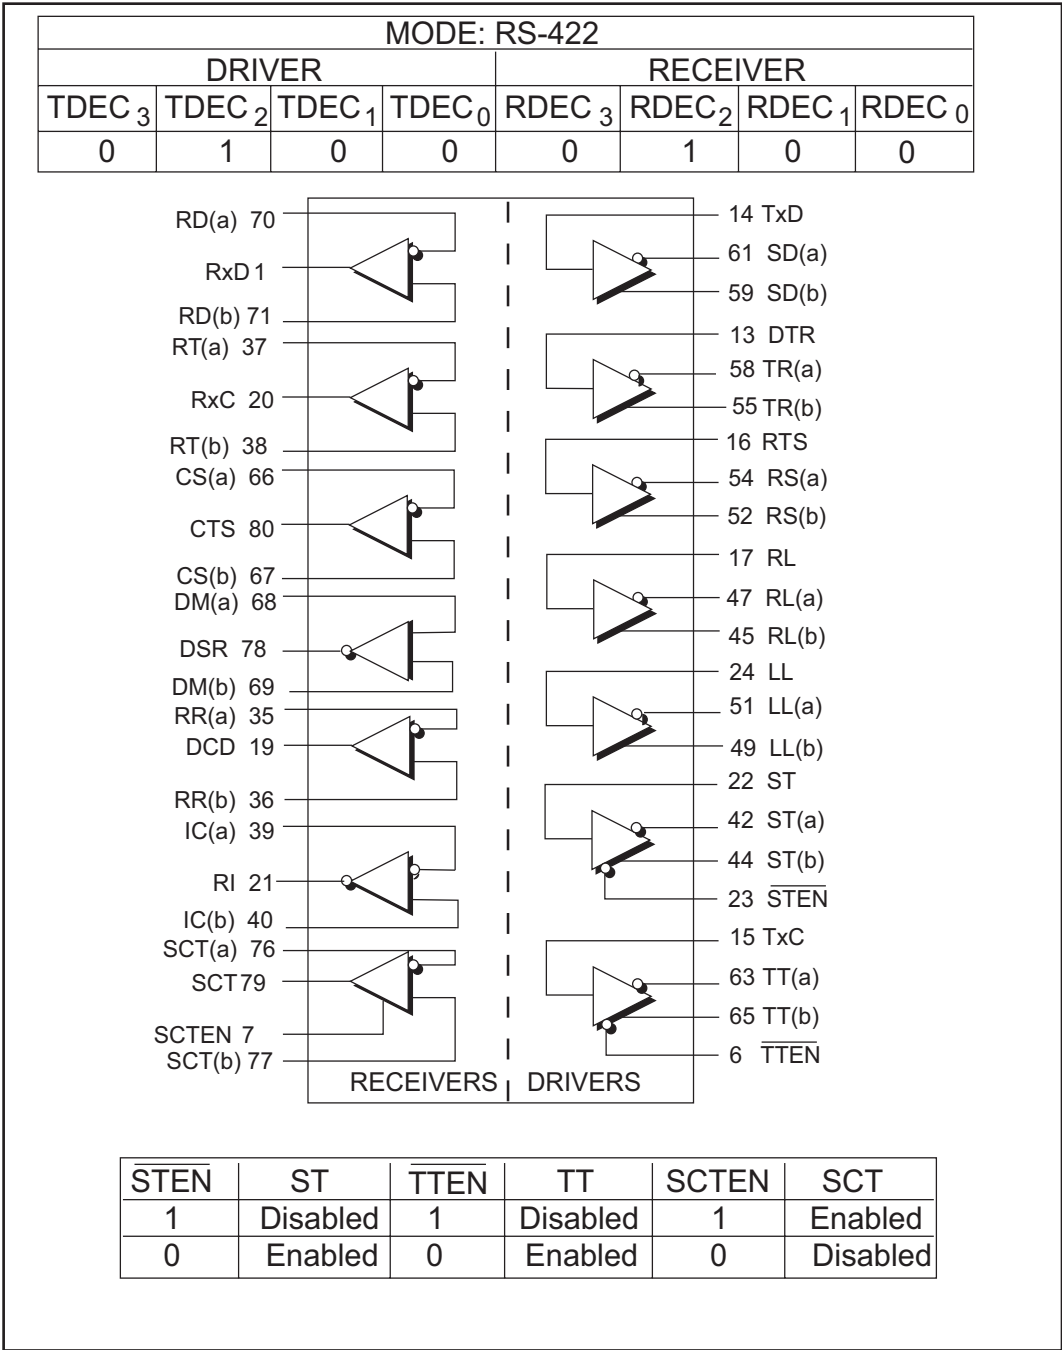 MODE: RS-422
DRIVER RECEIVER
TDEC3 TDEC2 TDEC1 TDEC0 RDEC3 RDEC2 RDEC1 RDEC0
0 1 0 0 0 1 0 0
RD(a) 70
RxD 1
RD(b) 71
RT(a) 37
RxC 20
RT(b) 38
CS(a) 66
CTS 80
CS(b) 67
DM(a) 68
DSR 78
DM(b) 69
RR(a) 35
DCD 19
RR(b) 36
IC(a) 39
RI 21
IC(b) 40
SCT(a) 76
SCT 79
SCTEN 7
SCT(b) 77
14 TxD
61 SD(a)
59 SD(b)
13 DTR
58 TR(a)
55 TR(b)
16 RTS
54 RS(a)
52 RS(b)
17 RL
47 RL(a)
45 RL(b)
24 LL
51 LL(a)
49 LL(b)
22 ST
42 ST(a)
44 ST(b)
23 S̅T̅E̅N̅
15 TxC
63 TT(a)
65 TT(b)
6 T̅T̅E̅N̅
RECEIVERS DRIVERS
S̅T̅E̅N̅ ST T̅T̅E̅N̅ TT SCTEN SCT
1 Disabled 1 Disabled 1 Enabled
0 Enabled 0 Enabled 0 Disabled